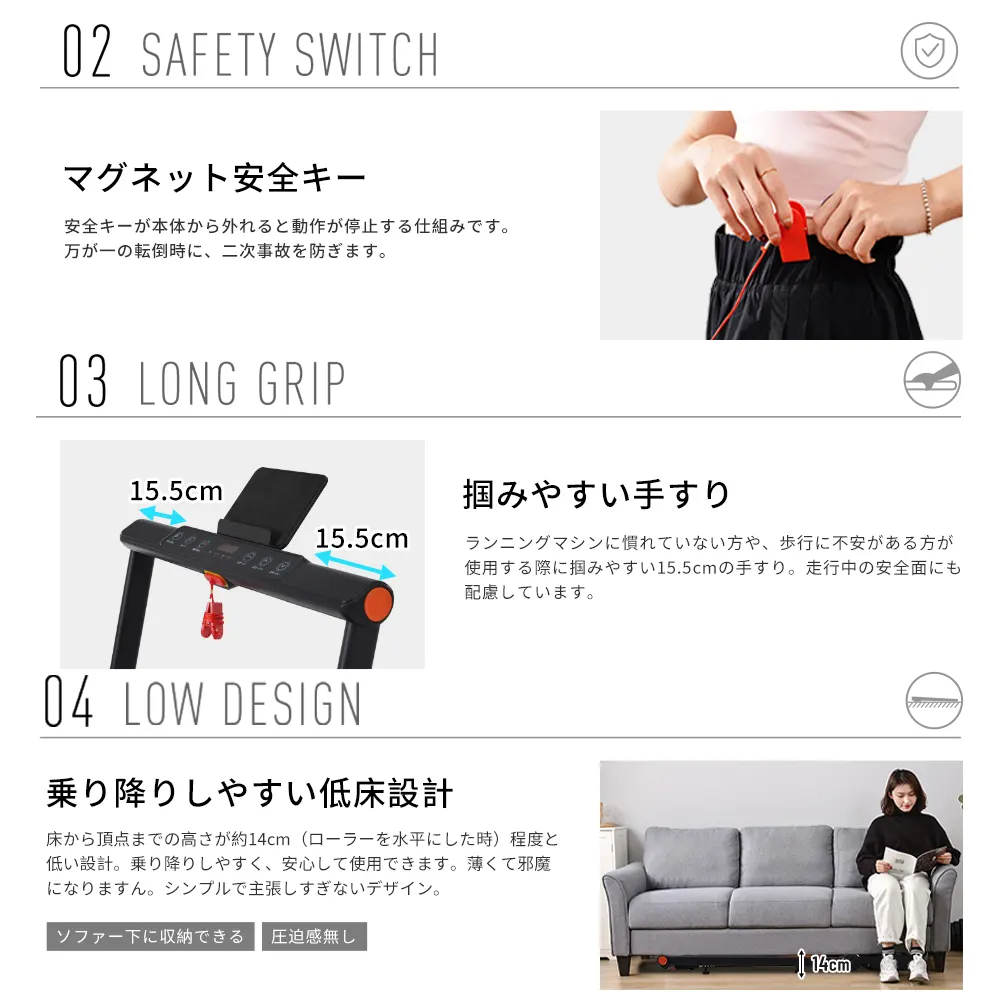 02 SAFETY SWITCH
マグネット安全キー
安全キーが本体から外れると動作が停止する仕組みです。
万が一の転倒時に、二次事故を防ぎます。
03 LONG GRIP
15.5cm
15.5cm
掴みやすい手すり
ランニングマシンに慣れていない方や、歩行に不安がある方が
使用する際に掴みやすい15.5cmの手すり。走行中の安全面にも
配慮しています。
04 LOW DESIGN
乗り降りしやすい低床設計
床から頂点までの高さが約14cm（ローラーを水平にした時）程度と
低い設計。乗り降りしやすく、安心して使用できます。薄くて邪魔
になりますん。シンプルで主張しすぎないデザイン。
ソファー下に収納できる
圧迫感無し
14cm